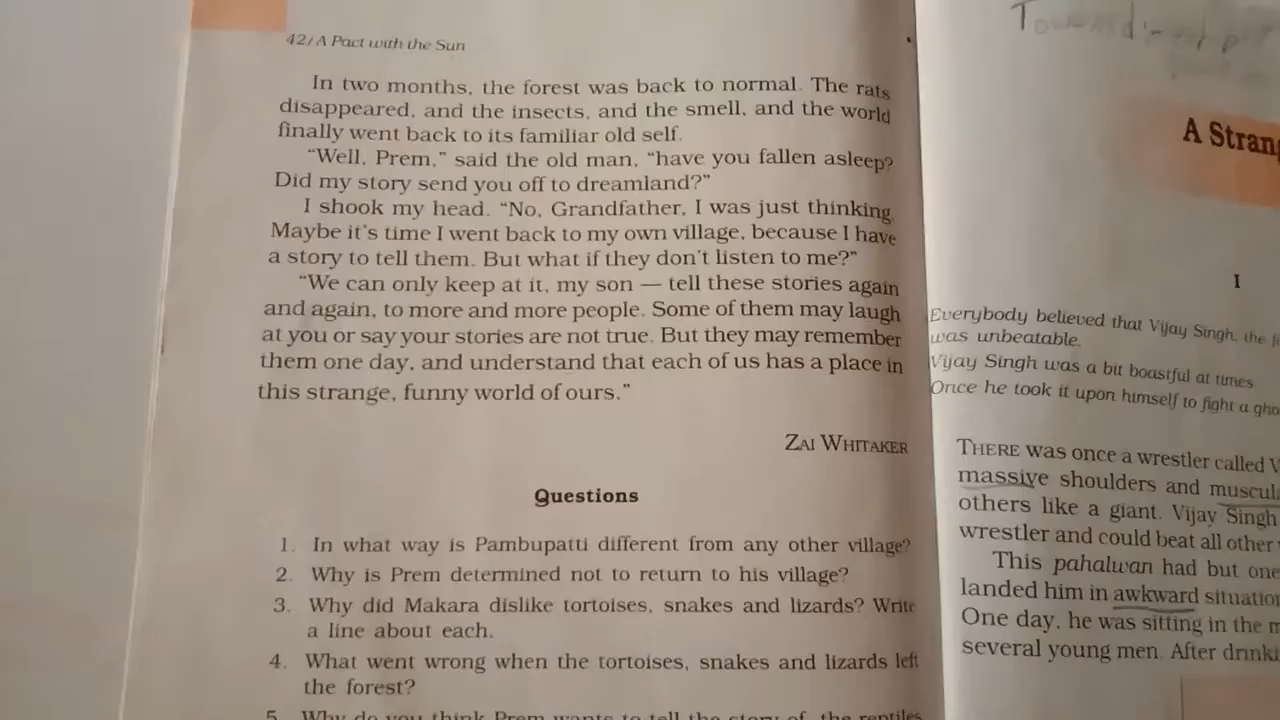 42/A Pact with the Sun
In two months, the forest was back to normal. The rats
disappeared, and the insects, and the smell, and the world
finally went back to its familiar old self.
“Well, Prem,” said the old man, “have you fallen asleep?
Did my story send you off to dreamland?”
I shook my head. “No, Grandfather, I was just thinking.
Maybe it’s time I went back to my own village, because I have
a story to tell them. But what if they don’t listen to me?”
“We can only keep at it, my son — tell these stories again
and again, to more and more people. Some of them may laugh
at you or say your stories are not true. But they may remember
them one day, and understand that each of us has a place in
this strange, funny world of ours.”
ZAI WHITAKER
Questions
1. In what way is Pambupatti different from any other village?
2. Why is Prem determined not to return to his village?
3. Why did Makara dislike tortoises, snakes and lizards? Write
a line about each.
4. What went wrong when the tortoises, snakes and lizards left
the forest?
5. Why do you think Prem wants to tell the story of the reptiles
A Strang
I
Everybody believed that Vijay Singh, the
was unbeatable.
Vijay Singh was a bit boastful at times
Once he took it upon himself to fight a gho
THERE was once a wrestler called V
massive shoulders and muscul
others like a giant. Vijay Singh
wrestler and could beat all other
This pahalwan had but one
landed him in awkward situation
One day, he was sitting in the m
several young men. After drinki